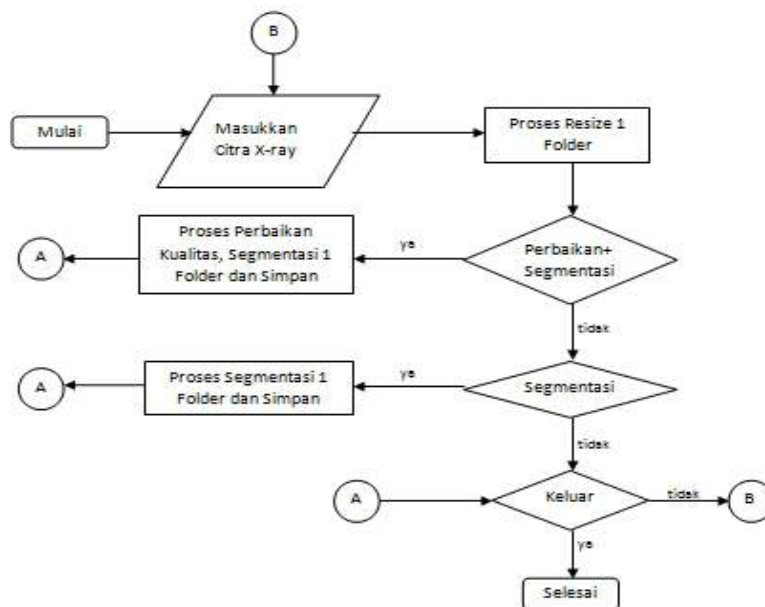 B
Mulai
Masukkan
Citra X-ray
Proses Resize 1
Folder
A
Proses Perbaikan
Kualitas, Segmentasi 1
Folder dan Simpan
ya
Perbaikan+
Segmentasi
tidak
A
Proses Segmentasi 1
Folder dan Simpan
ya
Segmentasi
tidak
A
Keluar
tidak
B
ya
Selesai